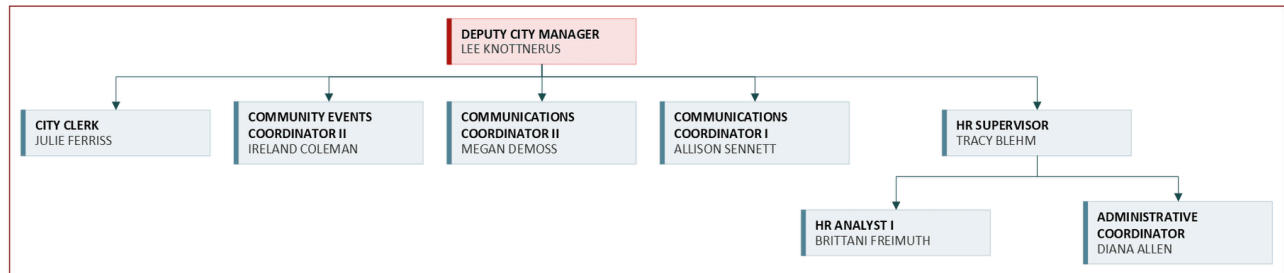 DEPUTY CITY MANAGER
LEE KNOTTNERUS
CITY CLERK
JULIE FERRISS
COMMUNITY EVENTS
COORDINATOR II
IRELAND COLEMAN
COMMUNICATIONS
COORDINATOR II
MEGAN DEMOSS
COMMUNICATIONS
COORDINATOR I
ALLISON SENNETT
HR SUPERVISOR
TRACY BLEHM
HR ANALYST I
BRITTANI FREIMUTH
ADMINISTRATIVE
COORDINATOR
DIANA ALLEN